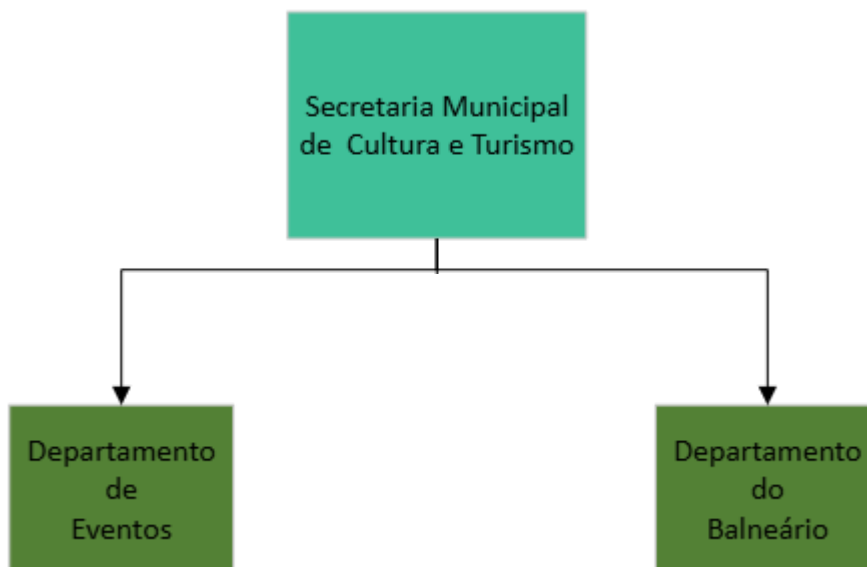 Secretaria Municipal
de Cultura e Turismo
Departamento
de
Eventos
Departamento
do
Balneário